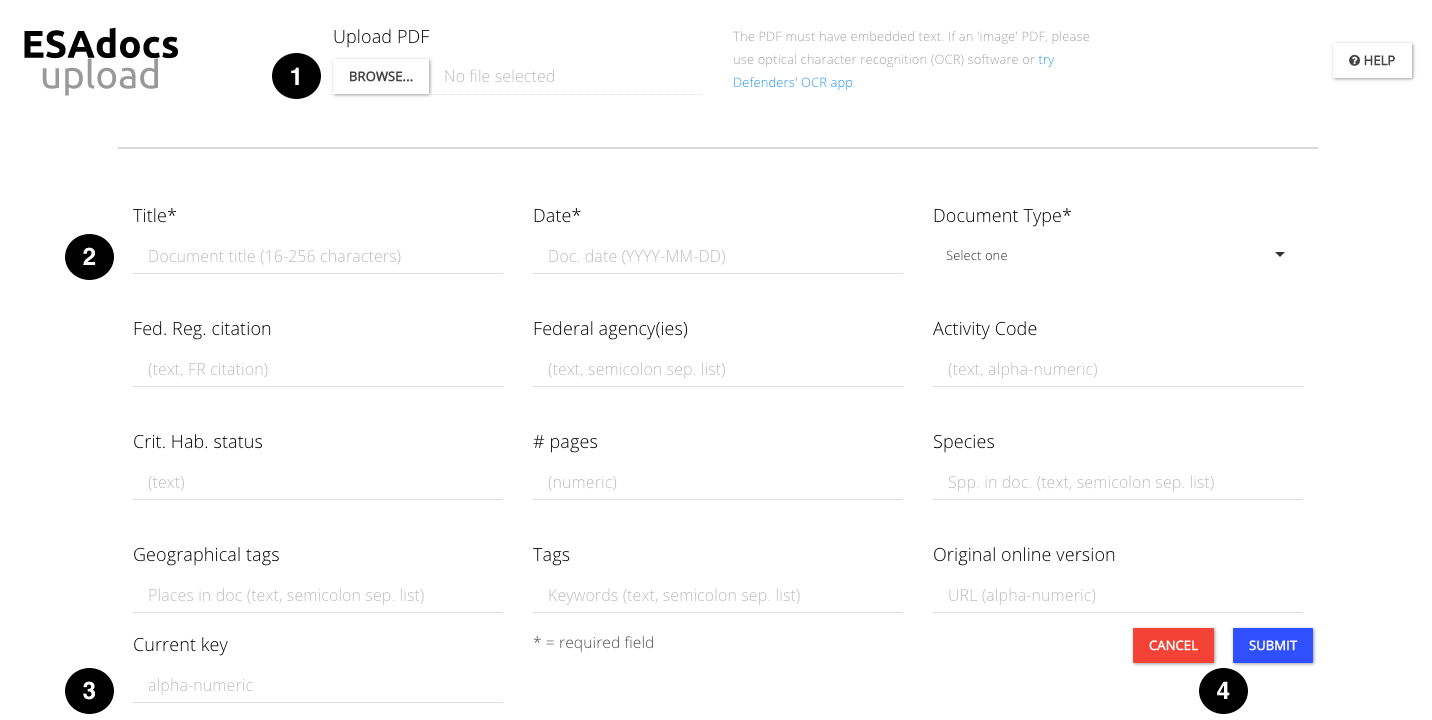 ESAdocs
upload
Upload PDF
1
BROWSE...
No file selected
The PDF must have embedded text. If an 'image' PDF, please
use optical character recognition (OCR) software or try
Defenders' OCR app.
HELP
Title*
Date*
Document Type*
2
Document title (16-256 characters)
Doc. date (YYYY-MM-DD)
Select one
Fed. Reg. citation
Federal agency(ies)
Activity Code
(text, FR citation)
(text, semicolon sep. list)
(text, alpha-numeric)
Crit. Hab. status
# pages
Species
(text)
(numeric)
Spp. in doc. (text, semicolon sep. list)
Geographical tags
Tags
Original online version
Places in doc (text, semicolon sep. list)
Keywords (text, semicolon sep. list)
URL (alpha-numeric)
Current key
* = required field
CANCEL
SUBMIT
3
alpha-numeric
4